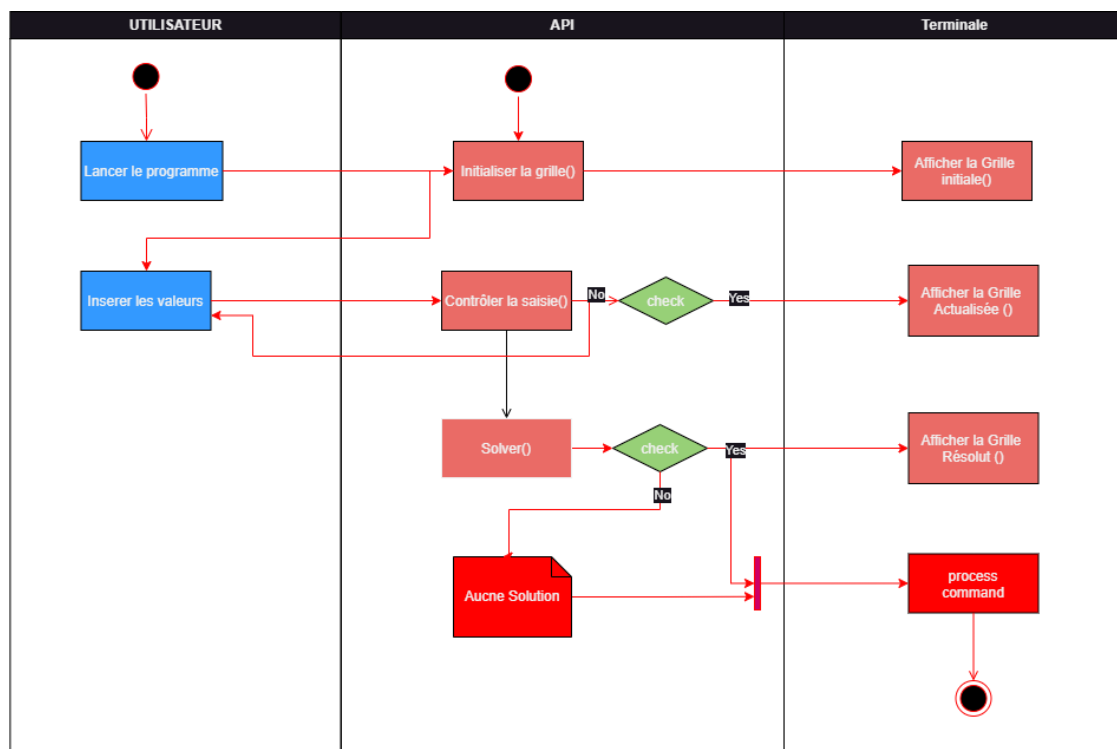 UTILISATEUR
API
Terminale
Lancer le programme
Initialiser la grille()
Afficher la Grille
initiale()
Inserer les valeurs
Contrôler la saisie()
No
check
Yes
Afficher la Grille
Actualisée ()
Solver()
check
Yes
Afficher la Grille
Résolut ()
No
Aucne Solution
process
command